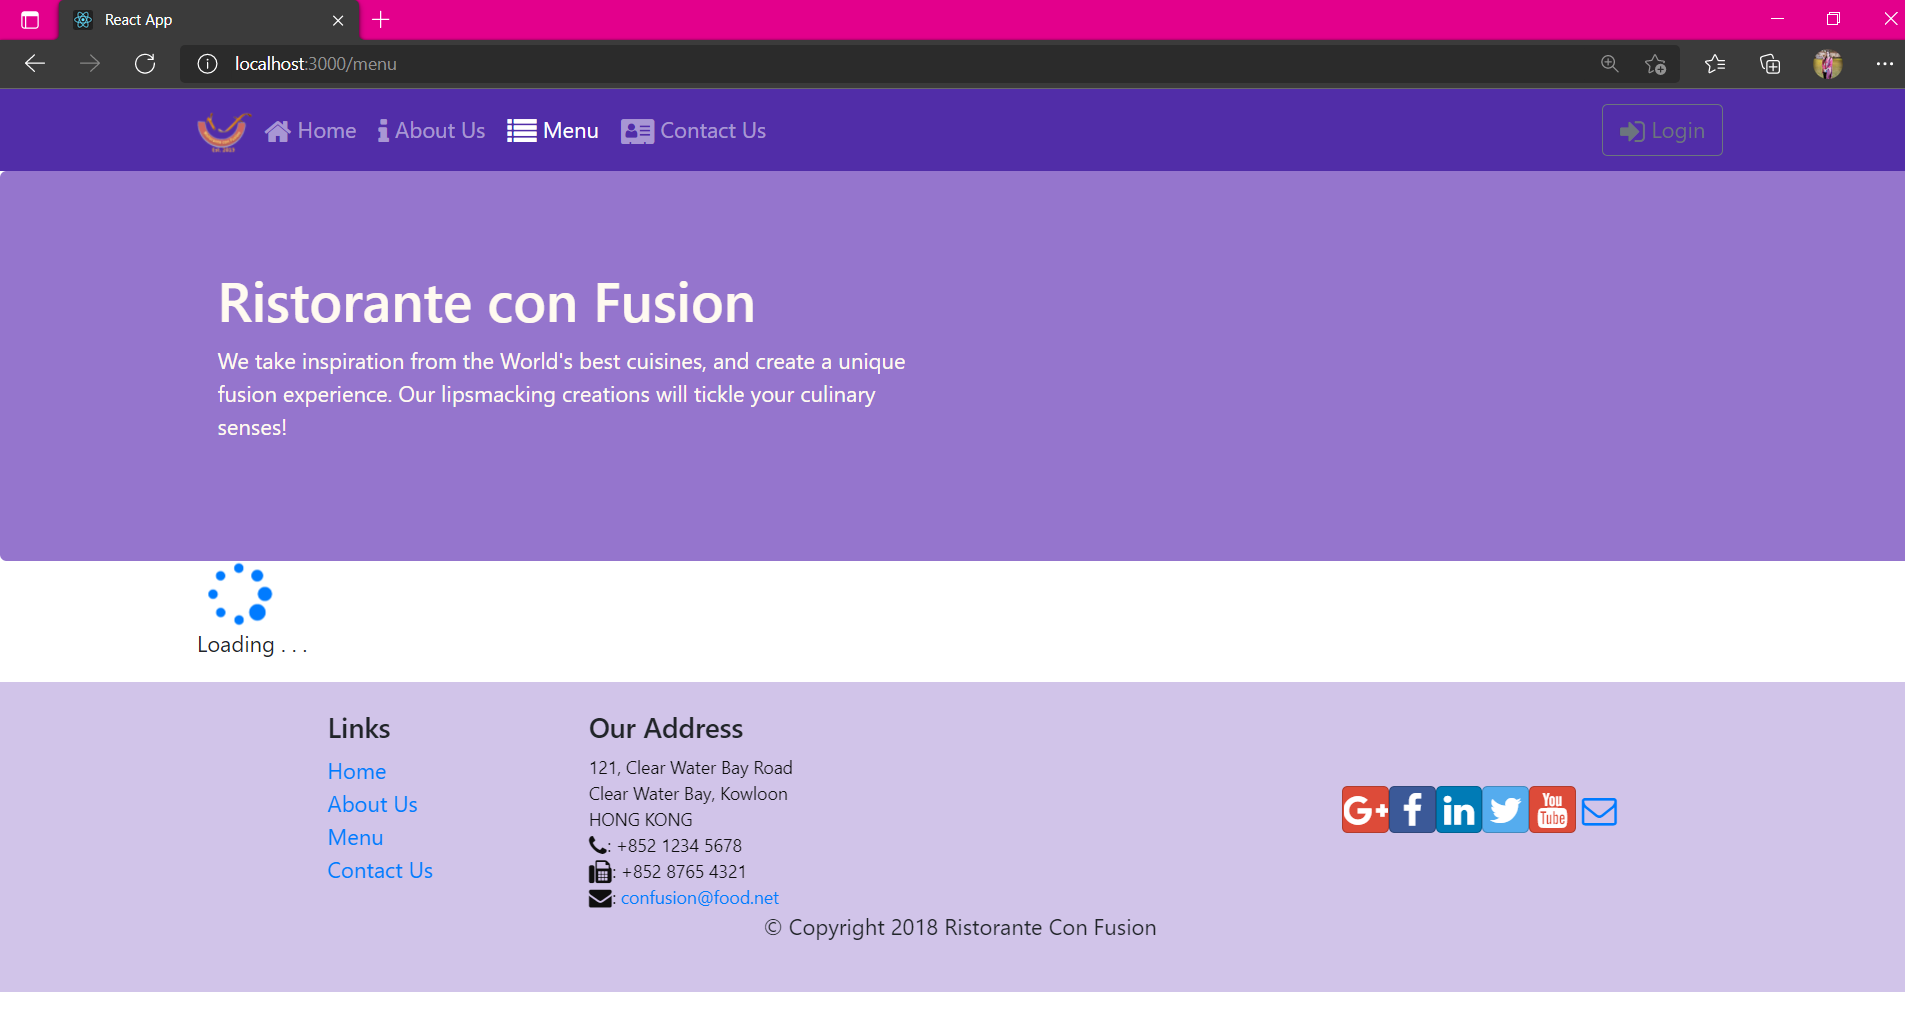 React App
localhost:3000/menu
Home About Us Menu Contact Us Login
Ristorante con Fusion
We take inspiration from the World's best cuisines, and create a unique
fusion experience. Our lipsmacking creations will tickle your culinary
senses!
Loading . . .
Links
Home
About Us
Menu
Contact Us
Our Address
121, Clear Water Bay Road
Clear Water Bay, Kowloon
HONG KONG
: +852 1234 5678
: +852 8765 4321
: confusion@food.net
G+ f in You Tube
© Copyright 2018 Ristorante Con Fusion